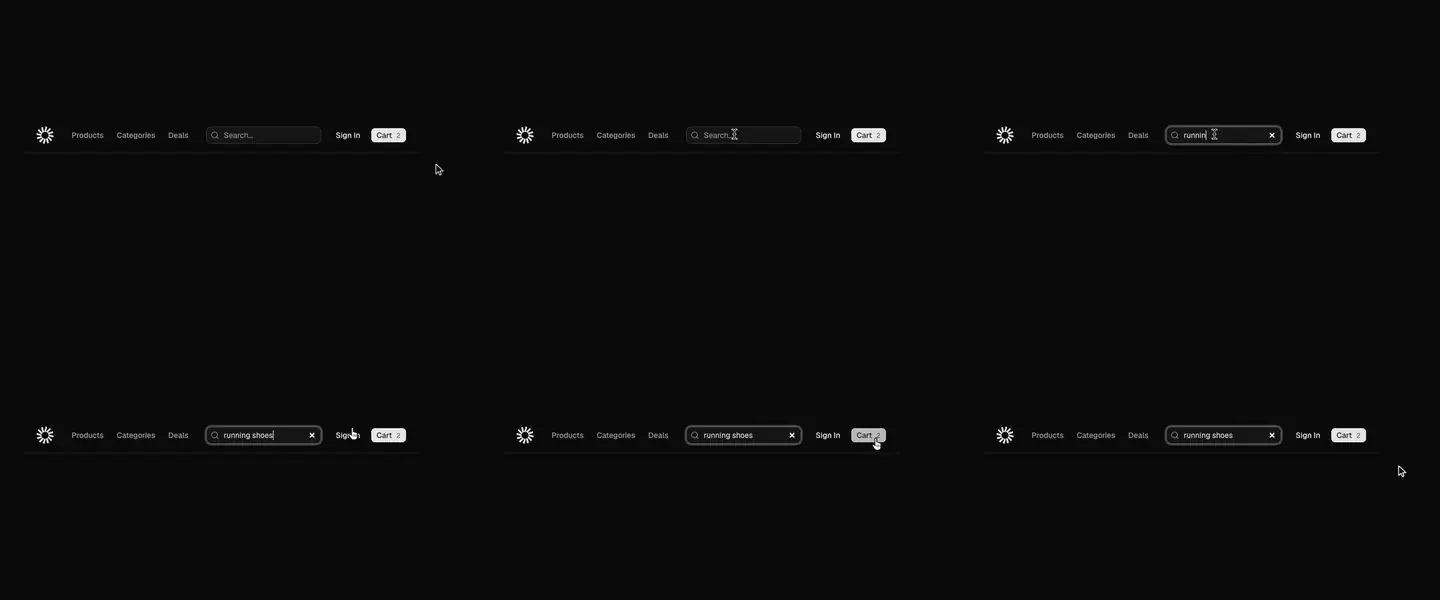 Products Categories Deals Search... Sign In Cart 2
Products Categories Deals Search... Sign In Cart 2
Products Categories Deals runnin Sign In Cart 2
Products Categories Deals running shoes Sign In Cart 2
Products Categories Deals running shoes Sign In Cart 2
Products Categories Deals running shoes Sign In Cart 2